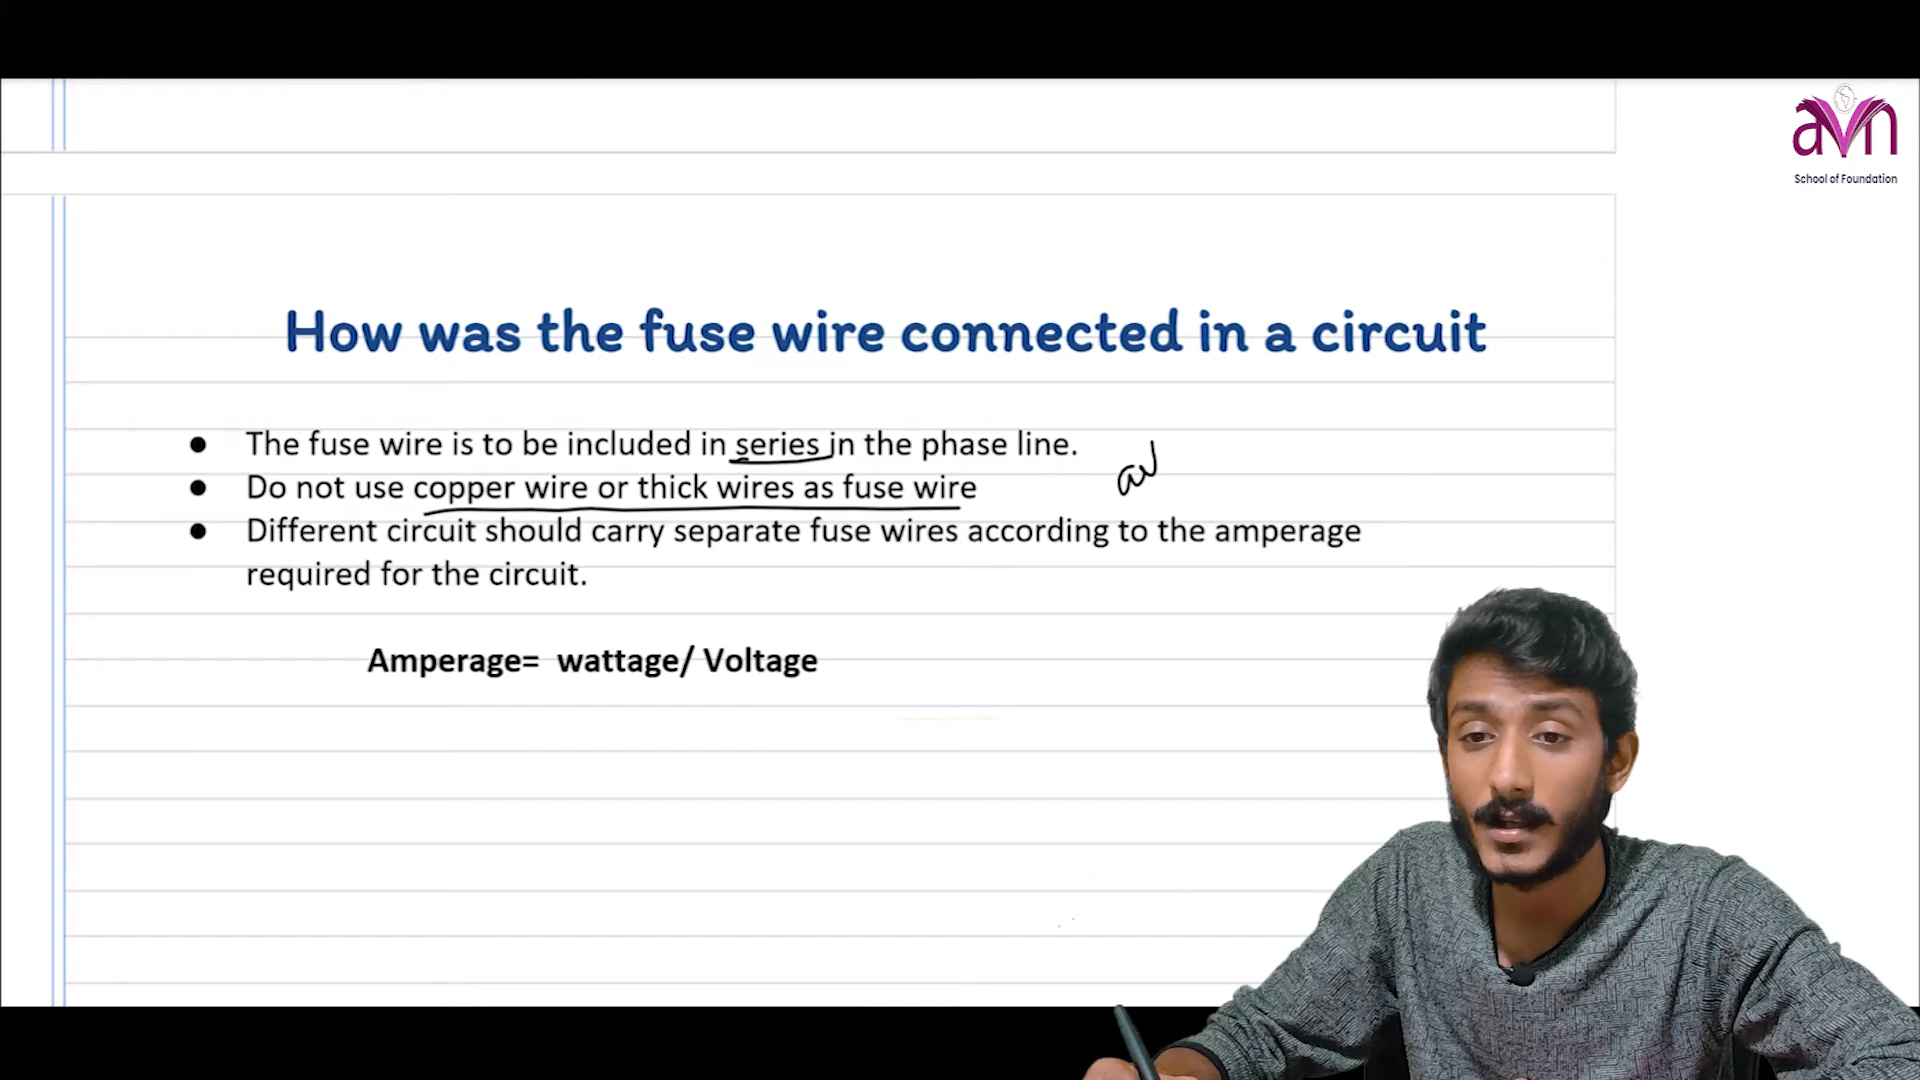 avn
School of Foundation
How was the fuse wire connected in a circuit
● The fuse wire is to be included in series in the phase line.
● Do not use copper wire or thick wires as fuse wire
● Different circuit should carry separate fuse wires according to the amperage
required for the circuit.
Amperage= wattage/ Voltage